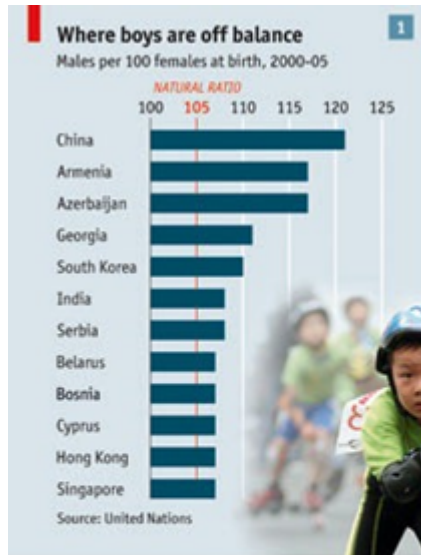 1
Where boys are off balance
Males per 100 females at birth, 2000-05
NATURAL RATIO
100 105 110 115 120 125
China
Armenia
Azerbaijan
Georgia
South Korea
India
Serbia
Belarus
Bosnia
Cyprus
Hong Kong
Singapore
Source: United Nations